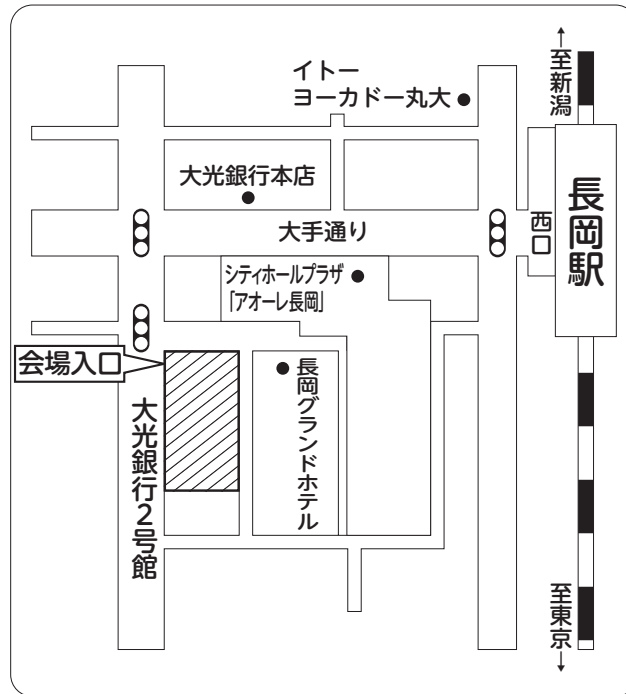 イトー
ヨーカドー丸大
←至新潟
大光銀行本店
長岡駅
西口
大手通り
シティホールプラザ
「アオーレ長岡」
会場入口
長岡グランドホテル
大光銀行2号館
至東京→